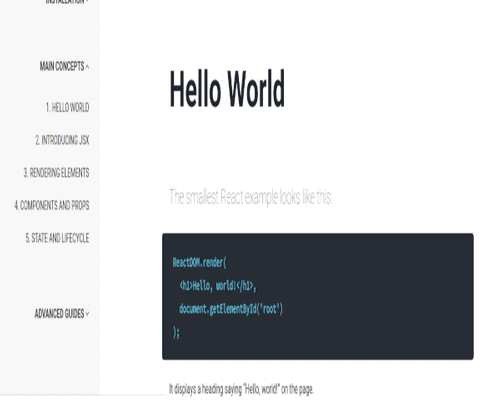 INSTALLATION
MAIN CONCEPTS
1. HELLO WORLD
2. INTRODUCING JSX
3. RENDERING ELEMENTS
4. COMPONENTS AND PROPS
5. STATE AND LIFECYCLE
ADVANCED GUIDES
Hello World
The smallest React example looks like this:
ReactDOM.render(
<h1>Hello, world!</h1>,
document.getElementById('root')
);
It displays a heading saying "Hello, world!" on the page.